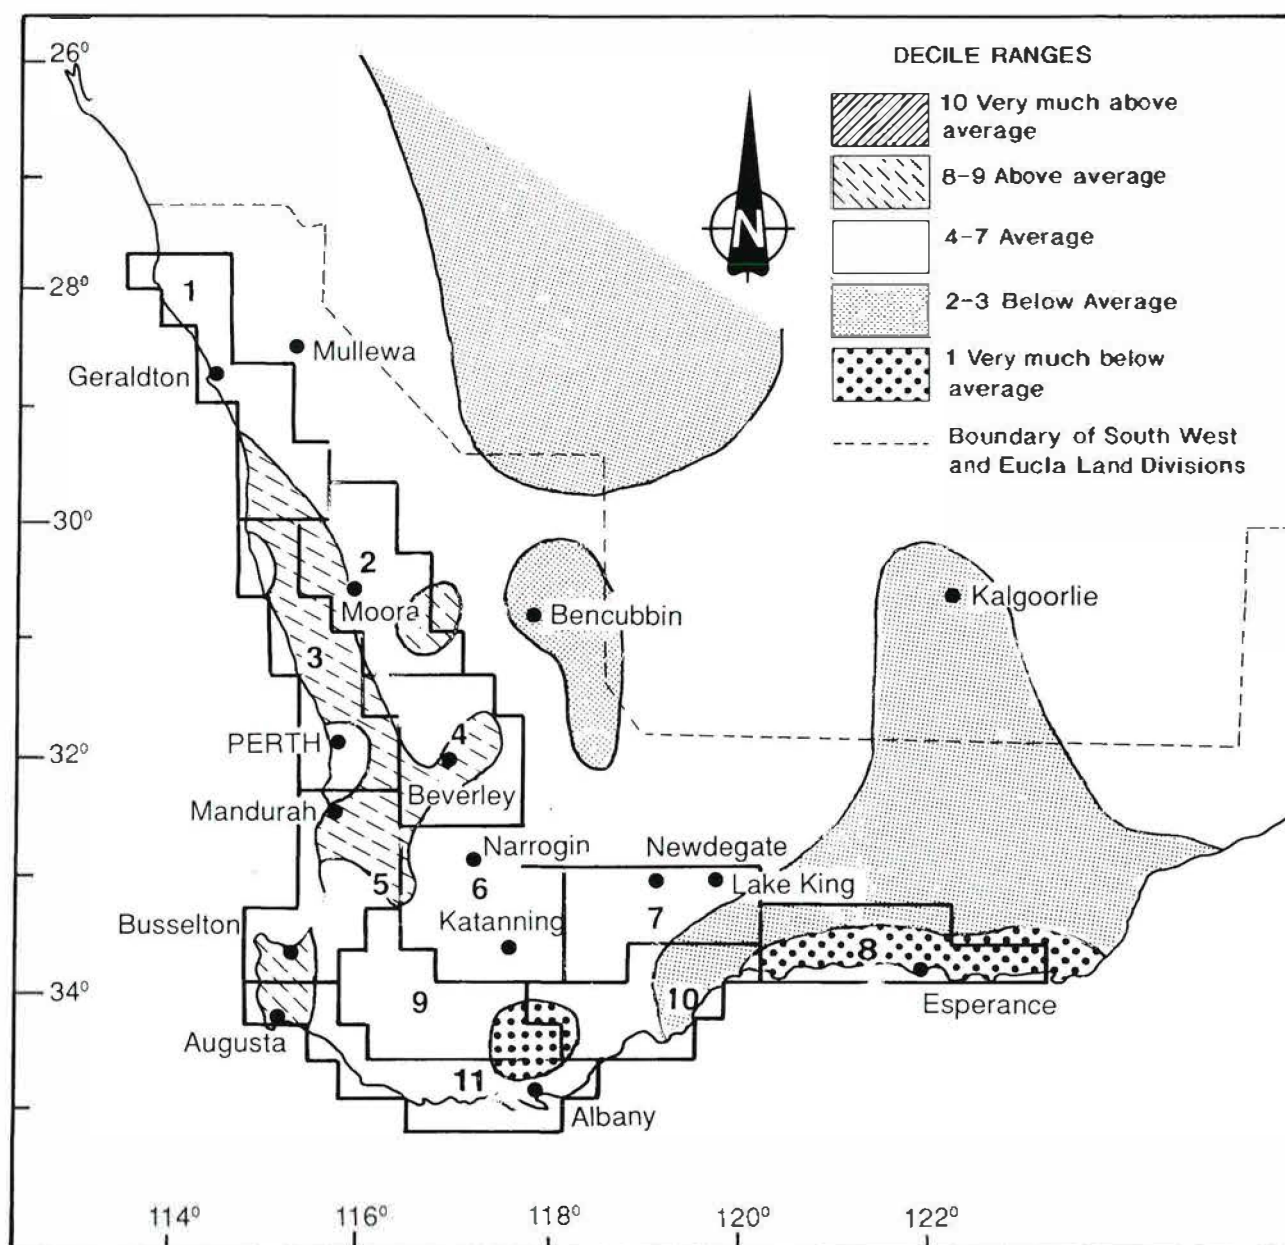 26°
28°
30°
32°
34°
114°
116°
118°
120°
122°
DECILE RANGES
10 Very much above
average
8-9 Above average
4-7 Average
2-3 Below Average
1 Very much below
average
Boundary of South West
and Eucla Land Divisions
N
1
Mullewa
Geraldton
2
Moora
Bencubbin
Kalgoorlie
3
4
PERTH
Beverley
Mandurah
Narrogin
Newdegate
5
6
Lake King
7
Busselton
Katanning
8
9
10
Esperance
Augusta
11
Albany